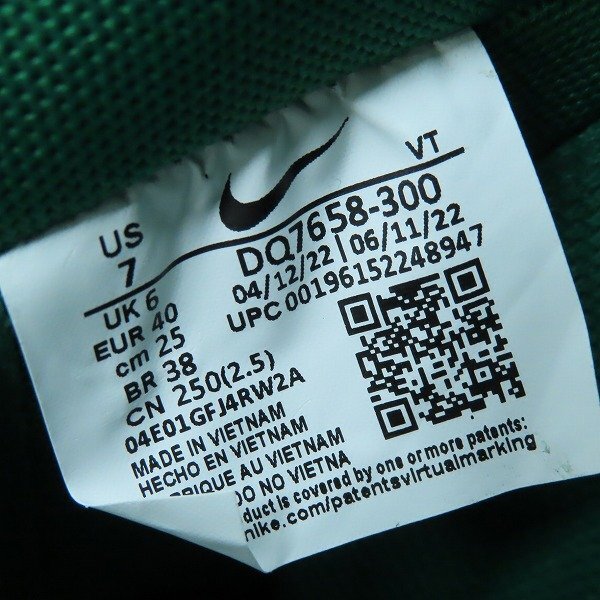 VT
US
7
DQ7658-300
04/12/22 | 06/11/22
UPC 00196152248947
UK 6
EUR 40
cm 25
BR 38
CN 250(2.5)
04E01GFJ4RW2A
MADE IN VIETNAM
HECHO EN VIETNAM
RIQUE AU VIETNAM
DO NO VIETNA
oduct is covered by one or more patents:
nike.com/patentsvirtualmarking